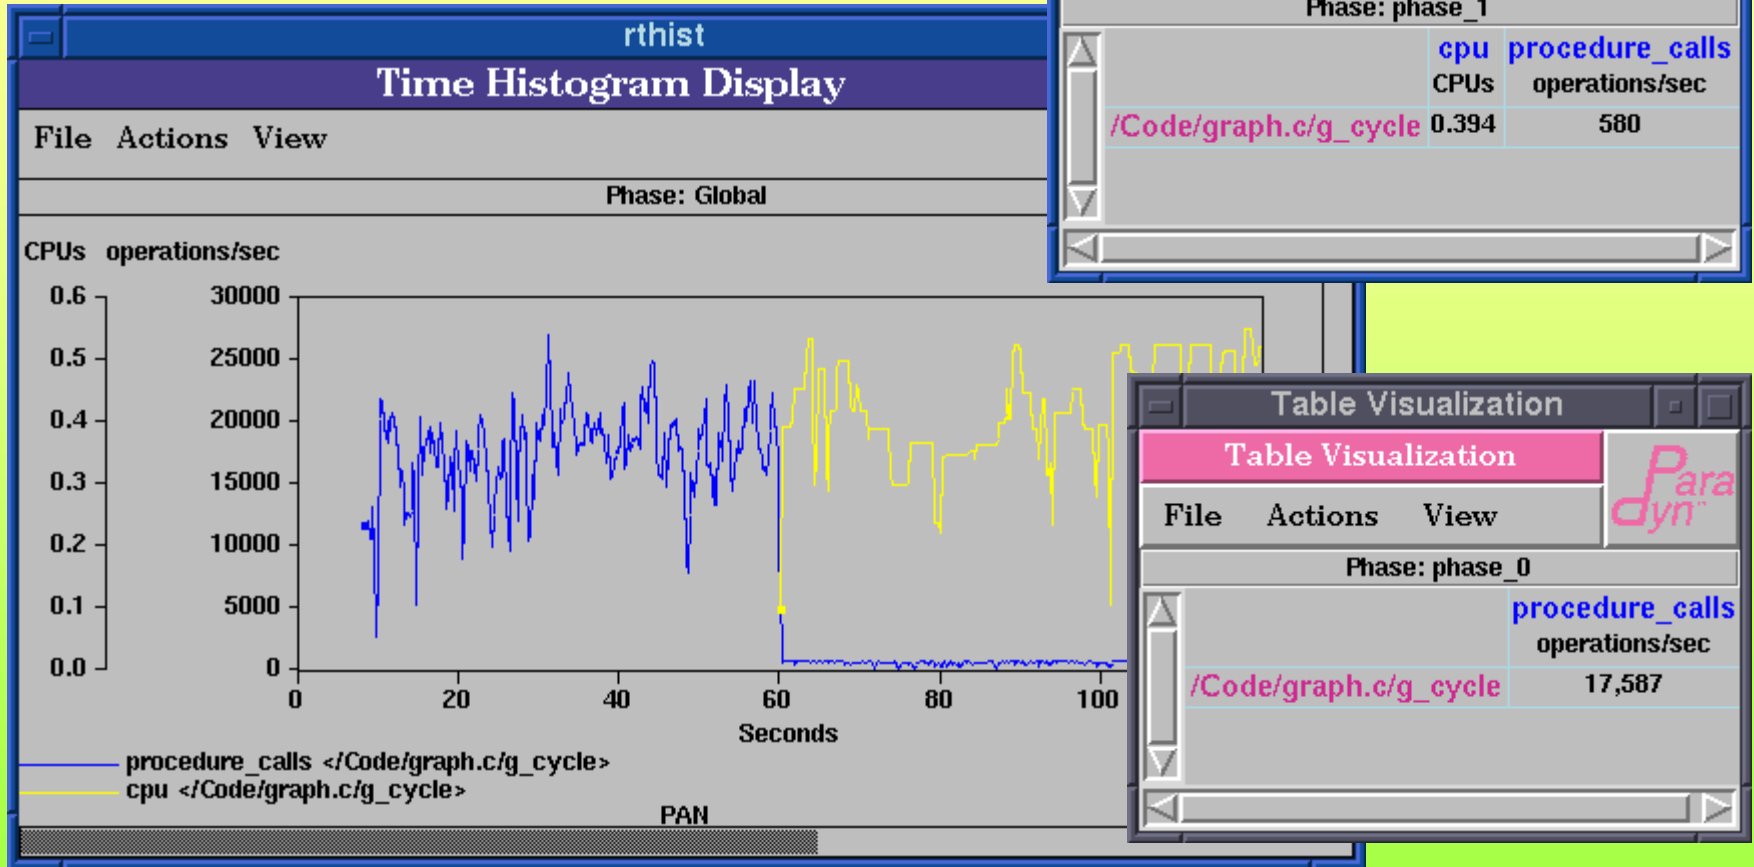 rthist
Time Histogram Display
File Actions View
Phase: Global
CPUs operations/sec
0.6 30000
0.5 25000
0.4 20000
0.3 15000
0.2 10000
0.1 5000
0.0 0
0 20 40 60 80 100
Seconds
procedure_calls </Code/graph.c/g_cycle>
cpu </Code/graph.c/g_cycle>
PAN
Phase: phase_1
cpu procedure_calls
CPUs operations/sec
/Code/graph.c/g_cycle 0.394 580
Table Visualization
Table Visualization
Paradyn
File Actions View
Phase: phase_0
procedure_calls
operations/sec
/Code/graph.c/g_cycle 17,587